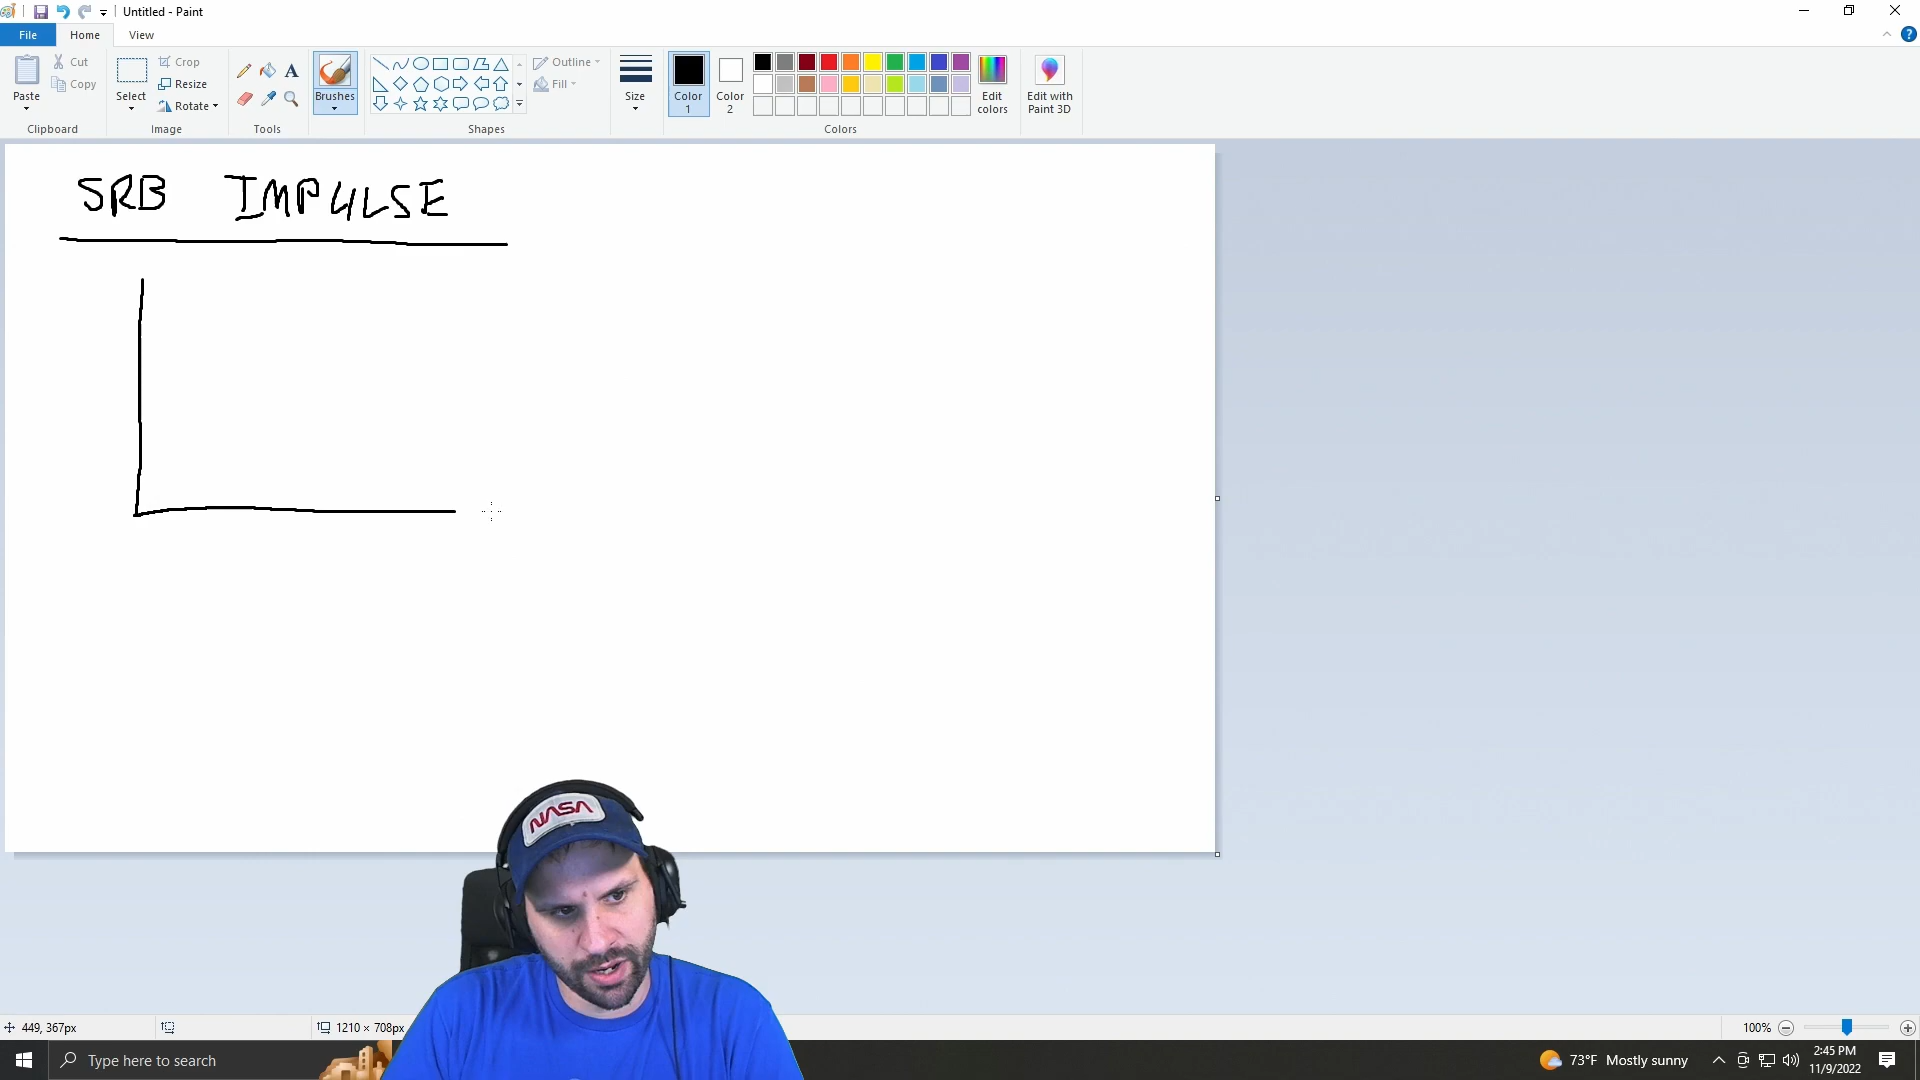 Untitled - Paint
File Home View
Paste
Cut
Copy
Clipboard
Select
Crop
Resize
Rotate
Image
A
Tools
Brushes
Shapes
Outline
Fill
Size
Color 1
Color 2
Edit colors
Colors
Edit with Paint 3D
?
SRB IMPULSE
NASA
449, 367px
1210 × 708px
100%
Type here to search
73°F Mostly sunny
2:45 PM
11/9/2022